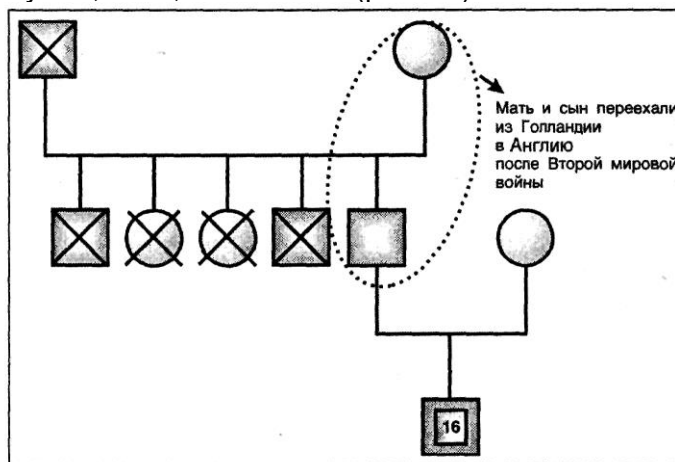 Мать и сын переехали
из Голландии
в Англию
после Второй мировой
войны
16